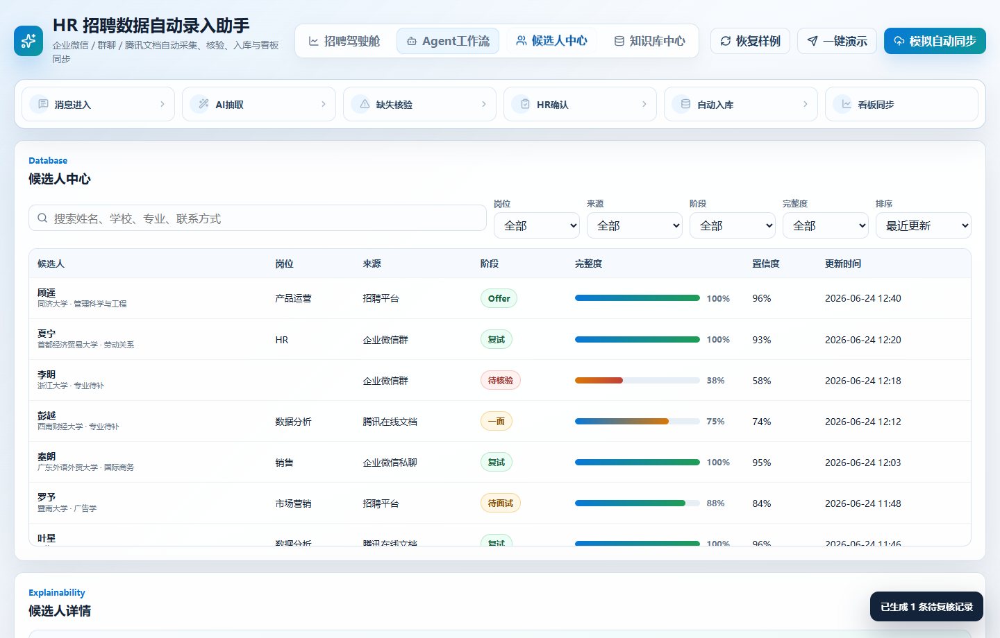 HR 招聘数据自动录入助手
企业微信 / 群聊 / 腾讯文档自动采集、核验、入库与看板
同步
招聘驾驶舱
Agent工作流
候选人中心
知识库中心
恢复样例
一键演示
模拟自动同步
消息进入
AI抽取
缺失核验
HR确认
自动入库
看板同步
Database
候选人中心
搜索姓名、学校、专业、联系方式
岗位
全部
来源
全部
阶段
全部
完整度
全部
排序
最近更新
候选人 岗位 来源 阶段 完整度 置信度 更新时间
顾遥
同济大学 · 管理科学与工程
产品运营 招聘平台 Offer 100% 96% 2026-06-24 12:40
夏宁
首都经济贸易大学 · 劳动关系
HR 企业微信群 复试 100% 93% 2026-06-24 12:20
李明
浙江大学 · 专业待补
企业微信群 待核验 38% 58% 2026-06-24 12:18
彭越
西南财经大学 · 专业待补
数据分析 腾讯在线文档 一面 75% 74% 2026-06-24 12:12
秦朗
广东外语外贸大学 · 国际商务
销售 企业微信私聊 复试 100% 95% 2026-06-24 12:03
罗予
暨南大学 · 广告学
市场营销 招聘平台 待面试 88% 84% 2026-06-24 11:48
叶星
数据分析 腾讯在线文档 复试 100% 96% 2026-06-24 11:46
Explainability
候选人详情
已生成 1 条待复核记录